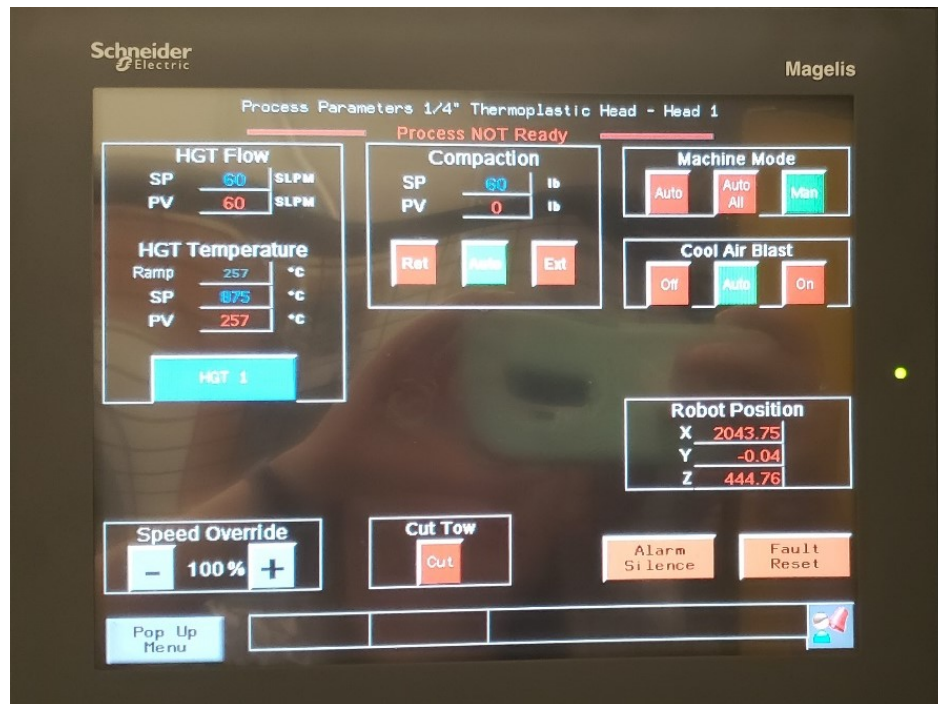 Schneider
Electric
Magelis
Process Parameters 1/4" Thermoplastic Head - Head 1
Process NOT Ready
HGT Flow
SP 60 SLPM
PV 60 SLPM
HGT Temperature
Ramp 257 °C
SP 875 °C
PV 257 °C
HGT 1
Compaction
SP 60 lb
PV 0 lb
Ret Auto Ext
Machine Mode
Auto Auto All Man
Cool Air Blast
Off Auto On
Robot Position
X 2043.75
Y -0.04
Z 444.76
Speed Override
- 100 % +
Cut Tow
Cut
Alarm
Silence
Fault
Reset
Pop Up
Menu